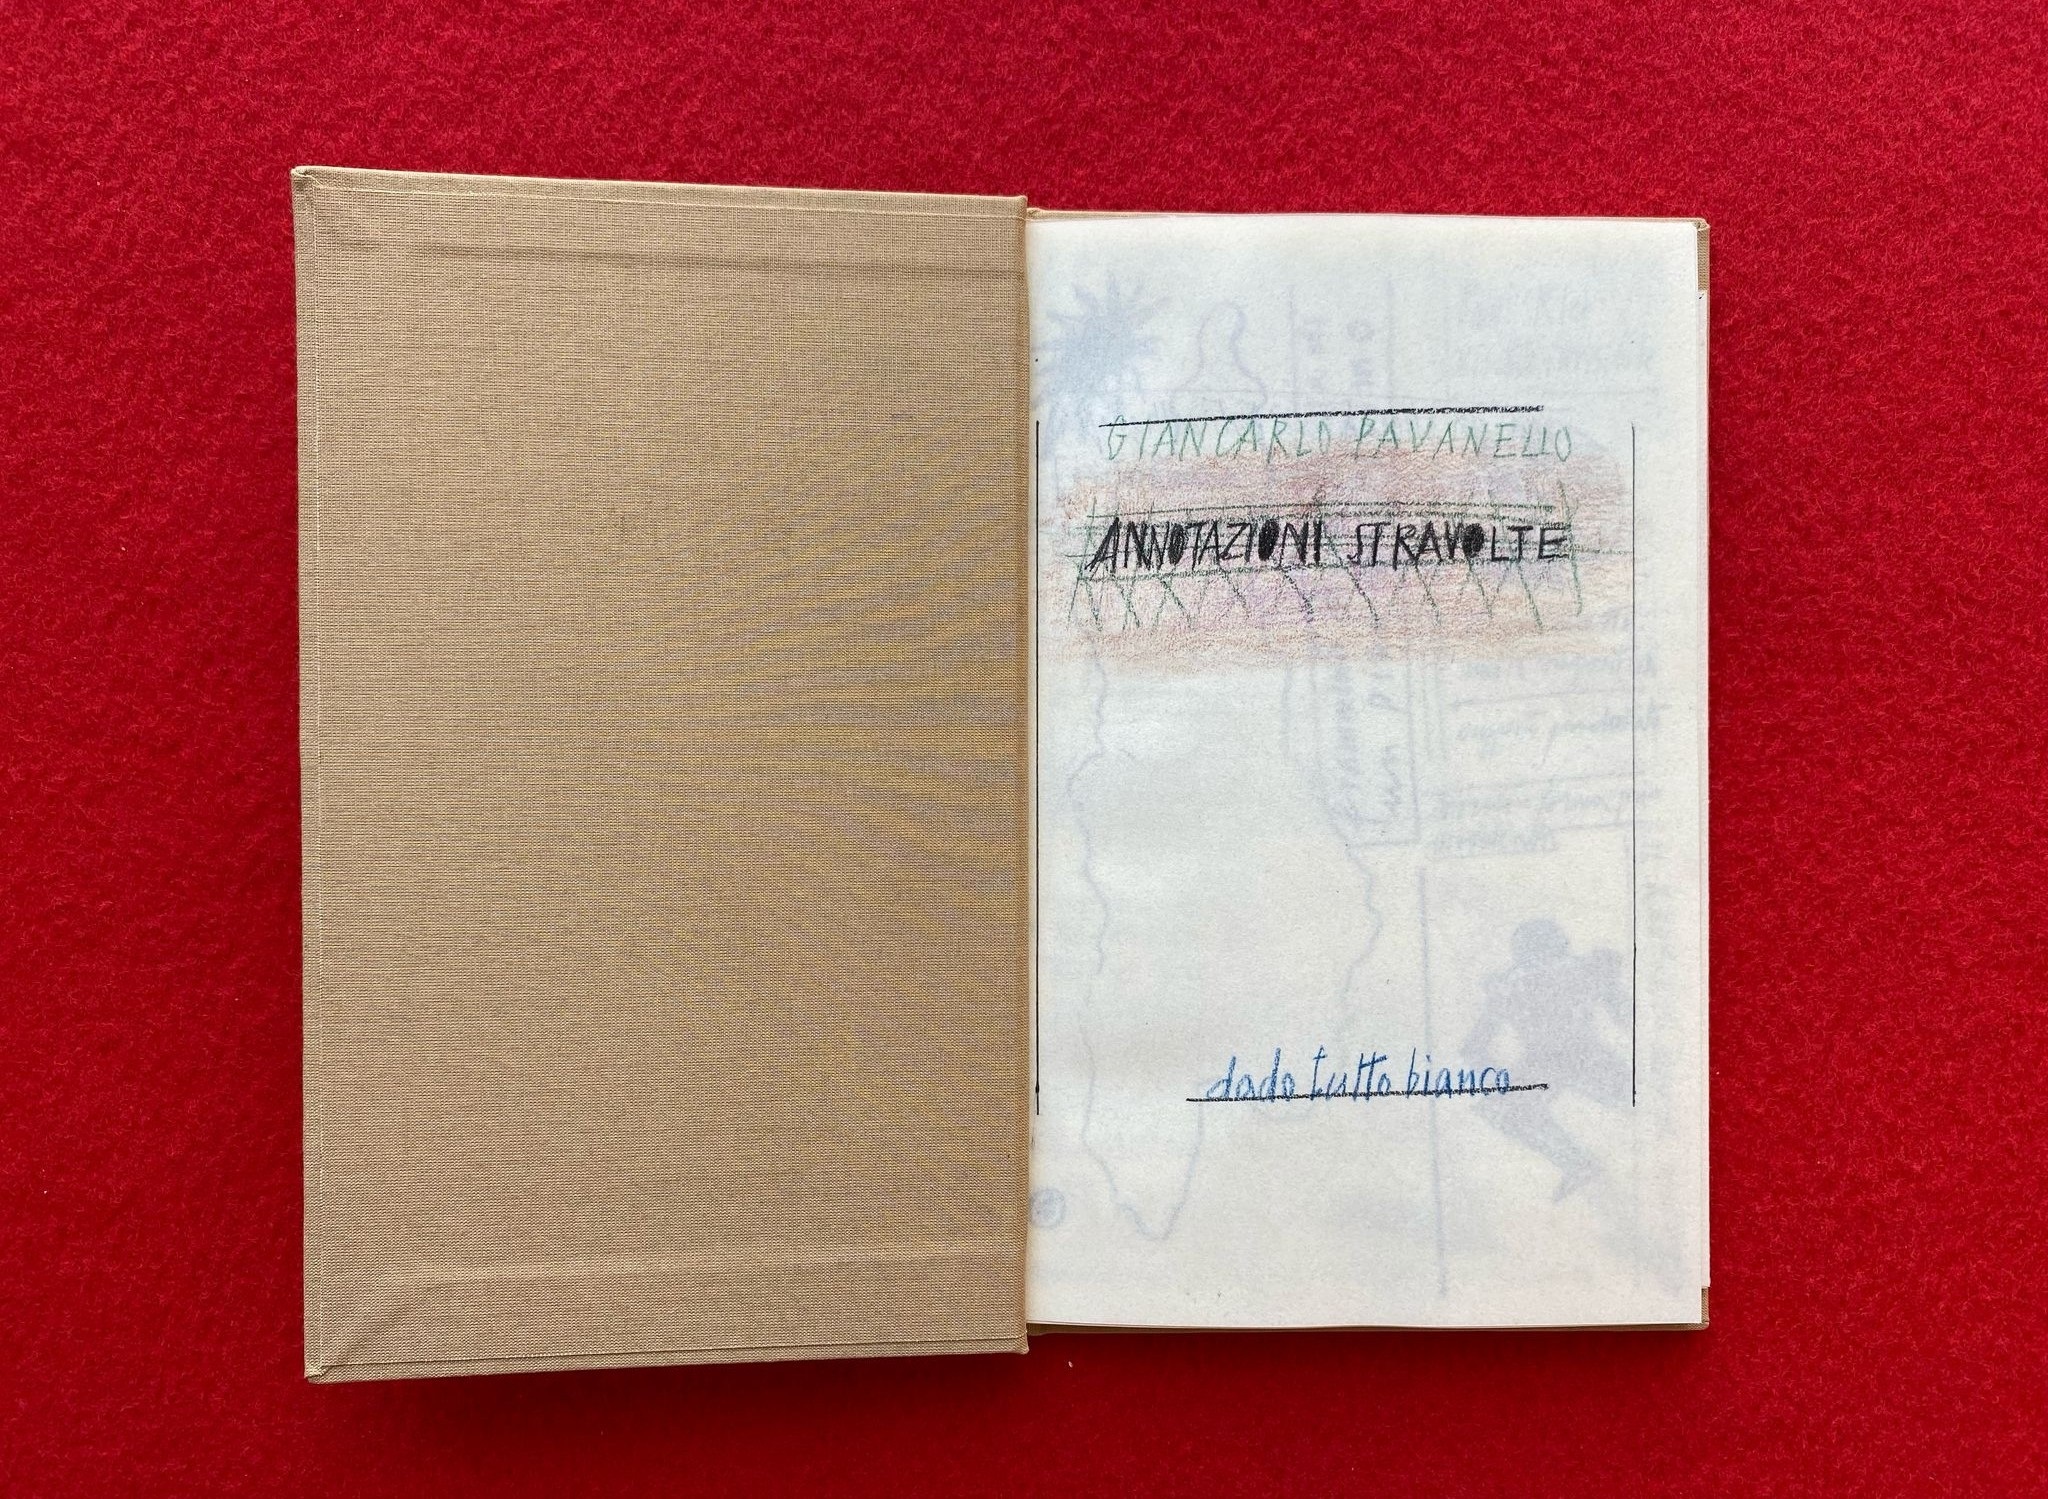 GIANCARLO PAVANELLO
ANNOTAZIONI STRAVOLTE
dado tutto bianco